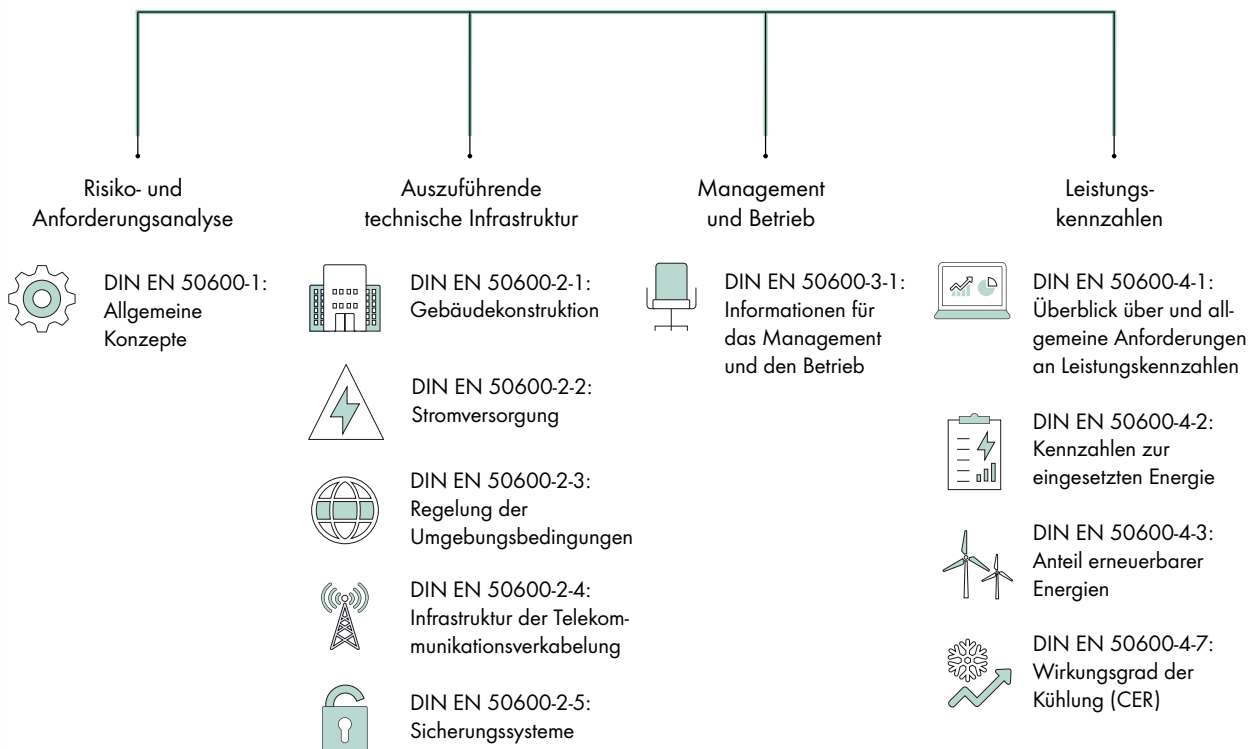 Risiko- und
Anforderungsanalyse
DIN EN 50600-1:
Allgemeine
Konzepte
Auszuführende
technische Infrastruktur
DIN EN 50600-2-1:
Gebäudekonstruktion
DIN EN 50600-2-2:
Stromversorgung
DIN EN 50600-2-3:
Regelung der
Umgebungsbedingungen
DIN EN 50600-2-4:
Infrastruktur der Telekom-
munikationsverkabelung
DIN EN 50600-2-5:
Sicherungssysteme
Management
und Betrieb
DIN EN 50600-3-1:
Informationen für
das Management
und den Betrieb
Leistungs-
kennzahlen
DIN EN 50600-4-1:
Überblick über und all-
gemeine Anforderungen
an Leistungskennzahlen
DIN EN 50600-4-2:
Kennzahlen zur
eingesetzten Energie
DIN EN 50600-4-3:
Anteil erneuerbarer
Energien
DIN EN 50600-4-7:
Wirkungsgrad der
Kühlung (CER)